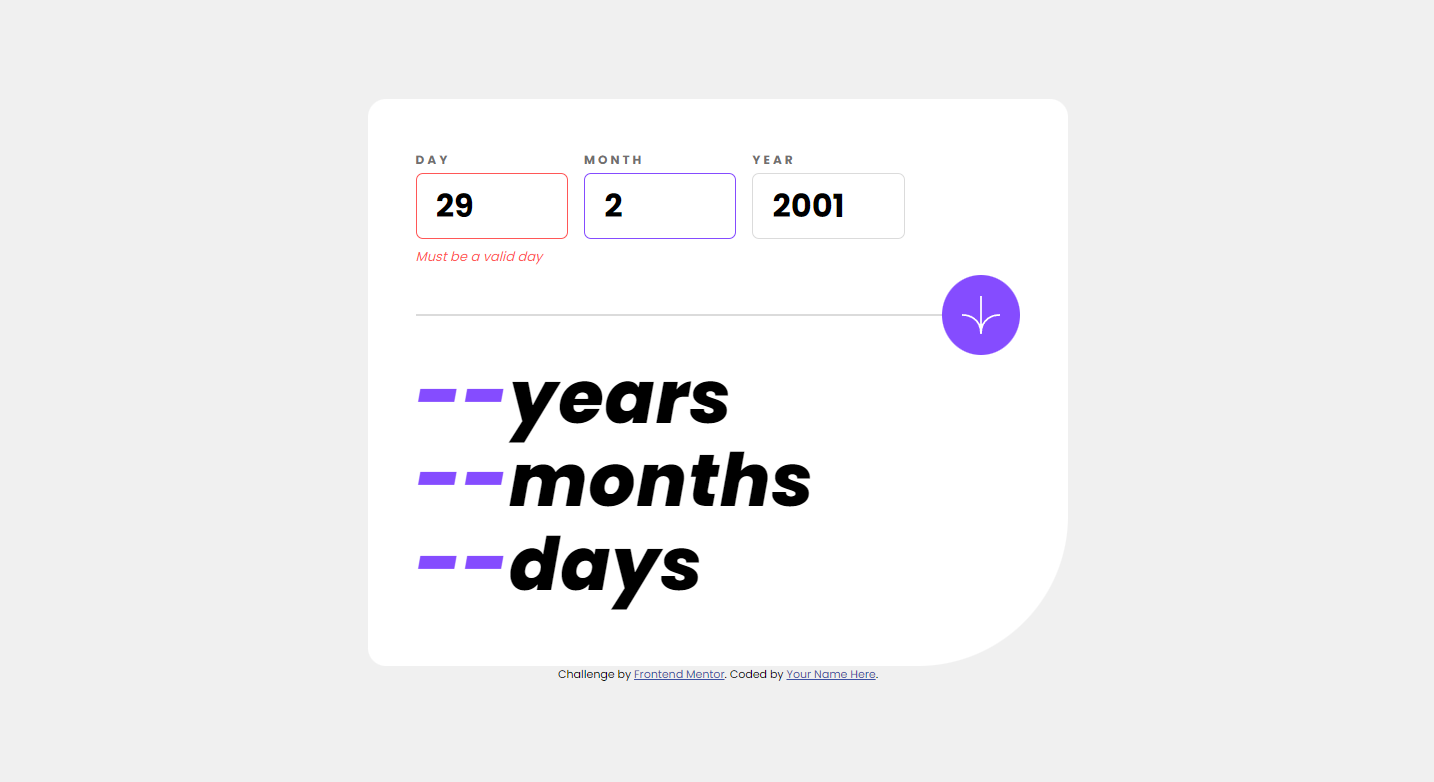 DAY MONTH YEAR
29 2 2001
Must be a valid day
--years
--months
--days
Challenge by Frontend Mentor. Coded by Your Name Here.